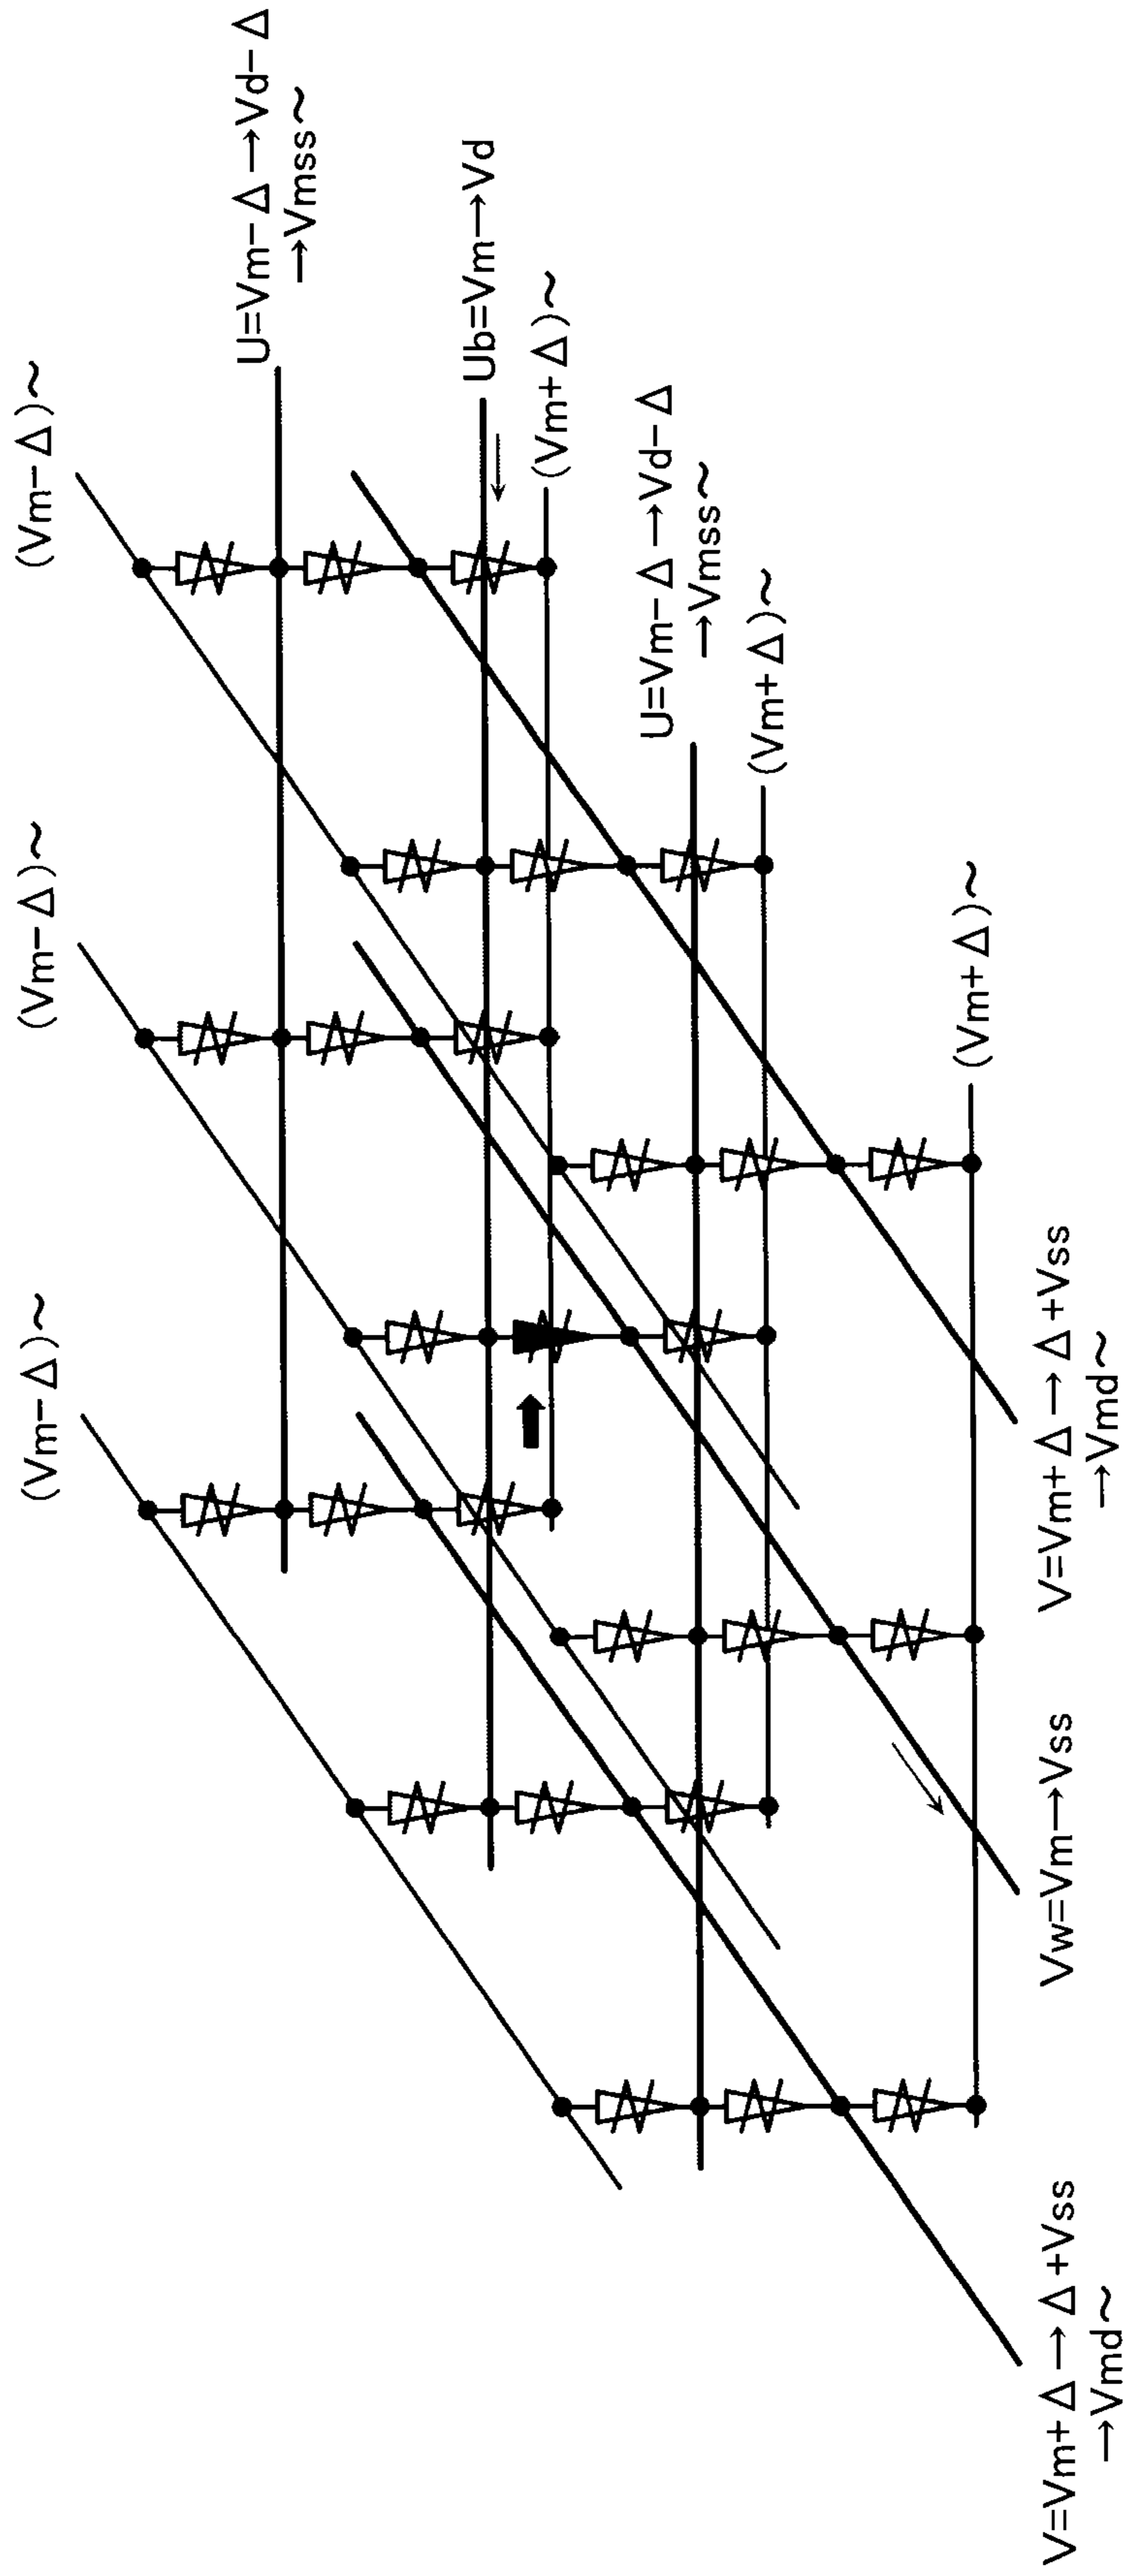 (Vm−Δ)~
(Vm−Δ)~
(Vm−Δ)~
U=Vm−Δ→Vd−Δ
→Vmss~
Ub=Vm→Vd
(Vm+Δ)~
U=Vm−Δ→Vd−Δ
→Vmss~
(Vm+Δ)~
(Vm+Δ)~
V=Vm+Δ→Δ+Vss
→Vmd~
Vw=Vm→Vss
V=Vm+Δ→Δ+Vss
→Vmd~